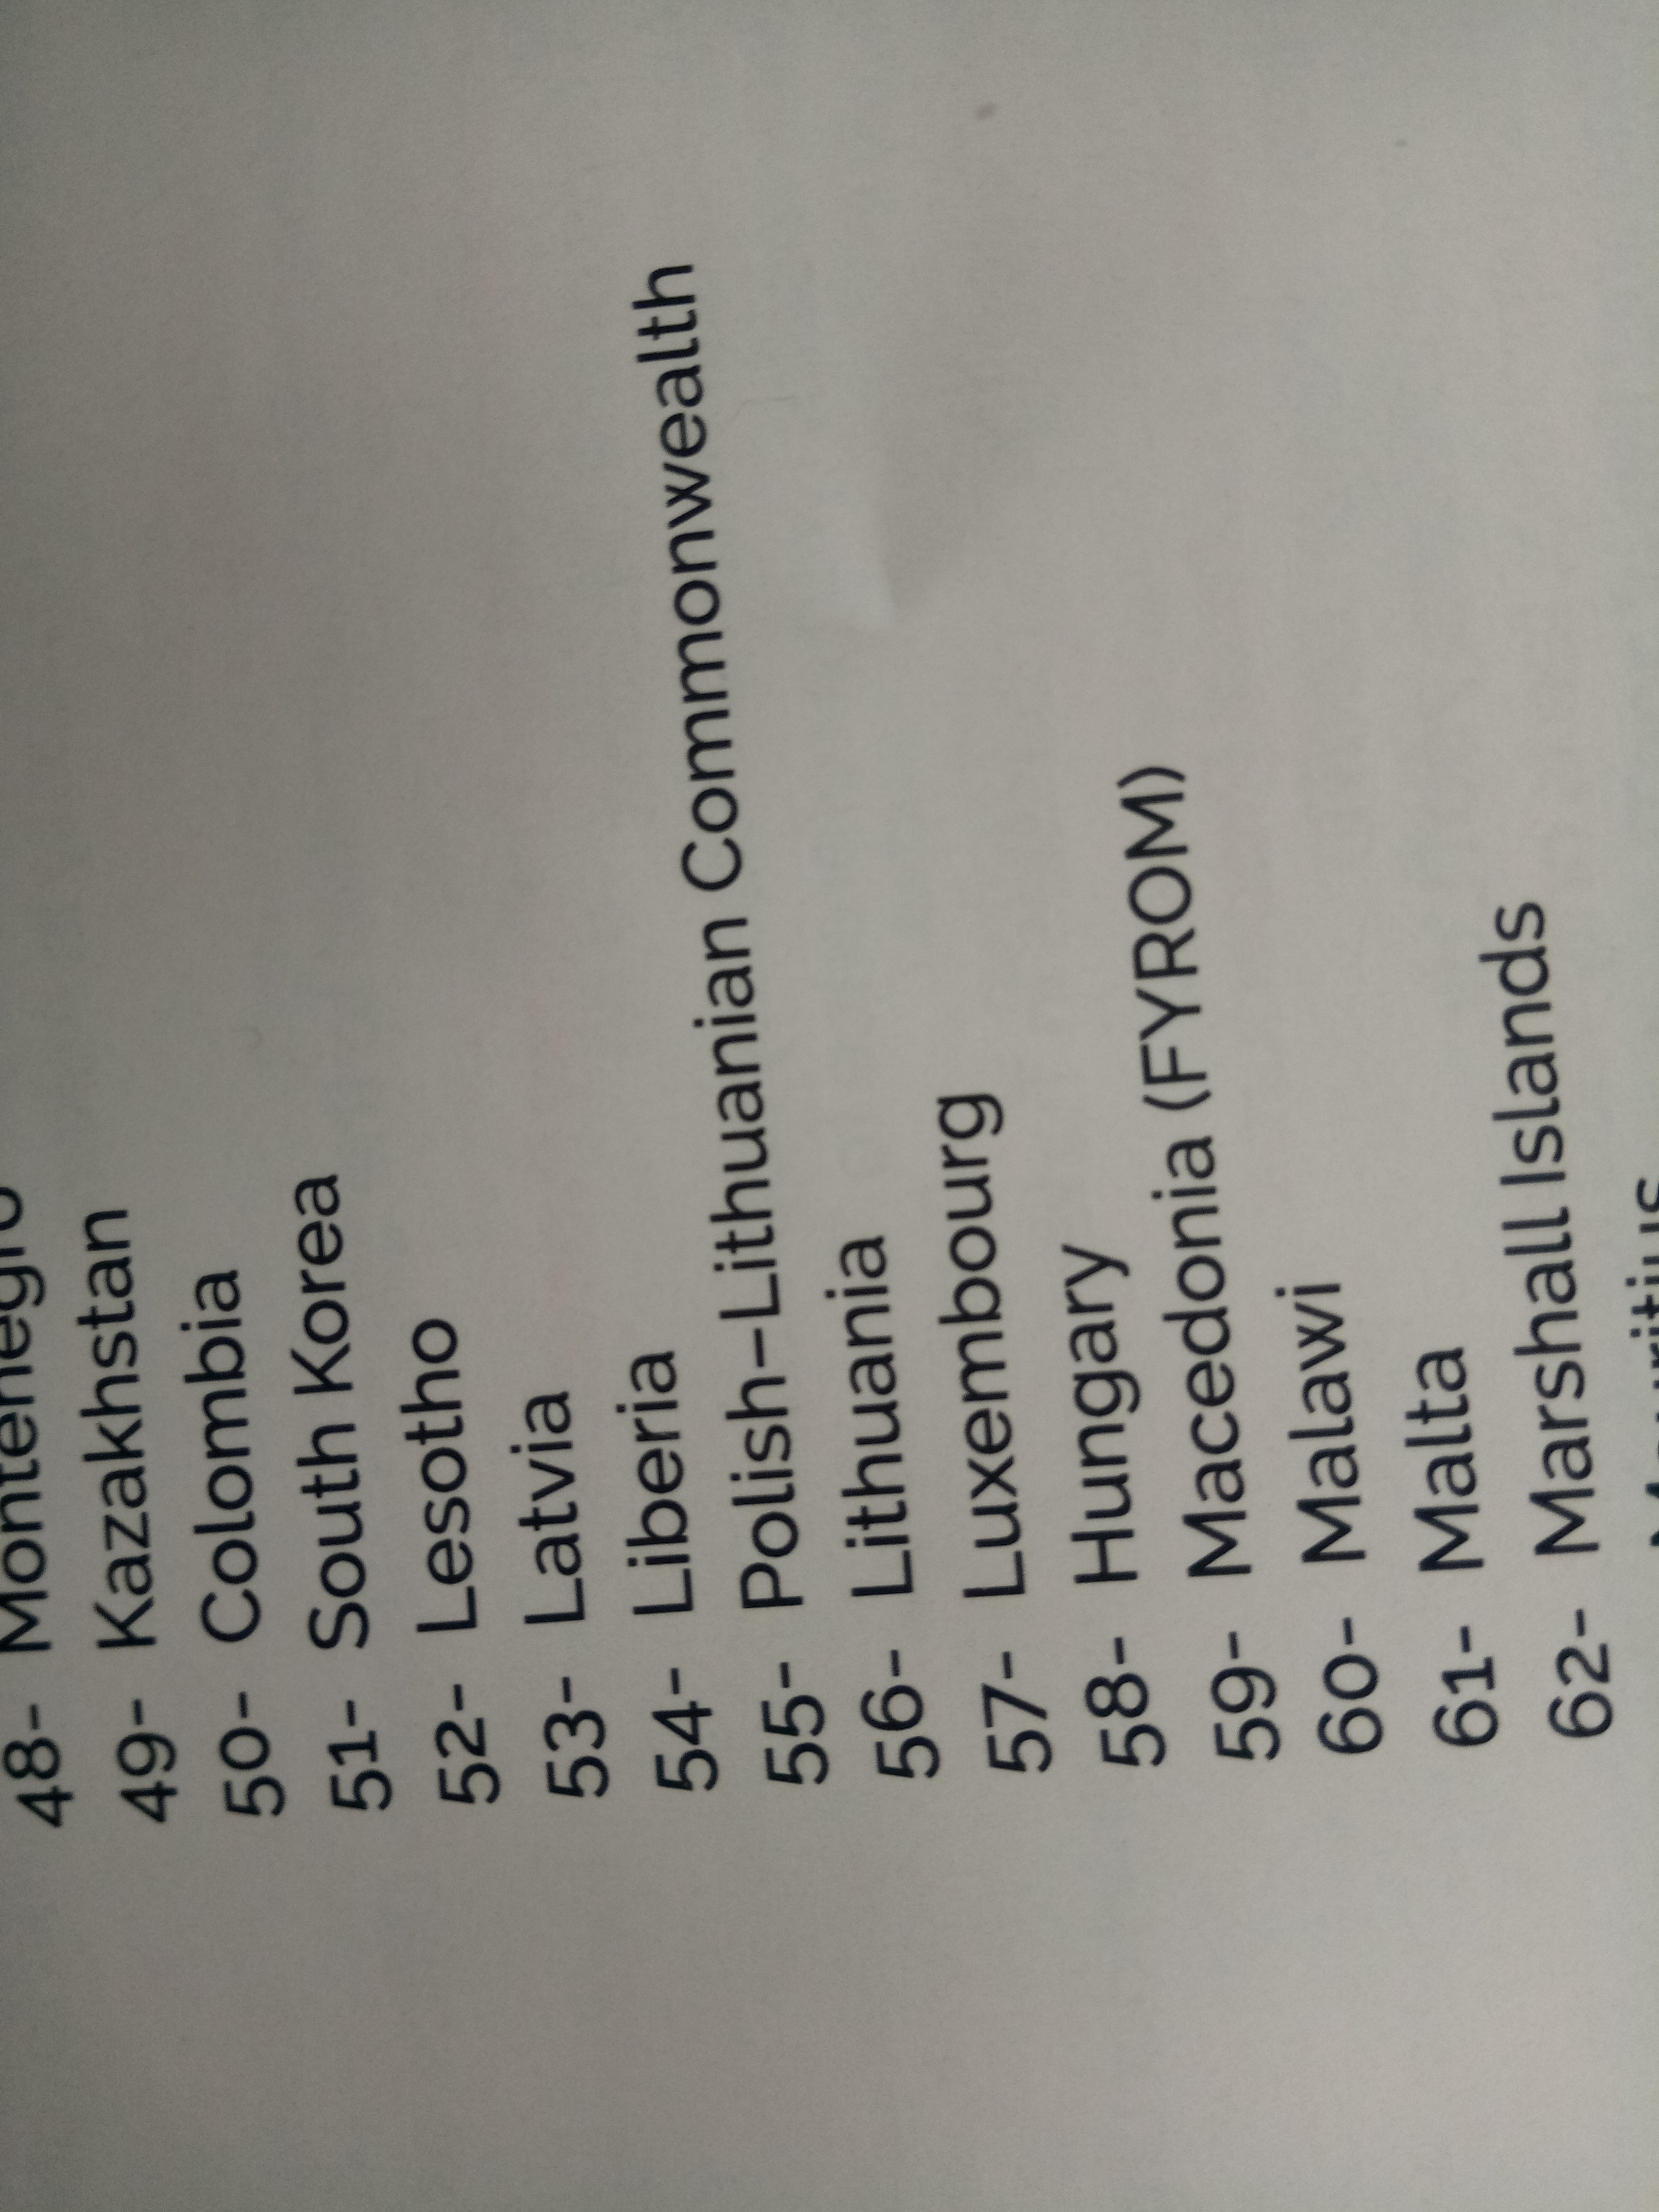 48- Montenegro
49- Kazakhstan
50- Colombia
51- South Korea
52- Lesotho
53- Latvia
54- Liberia
55- Polish–Lithuanian Commonwealth
56- Lithuania
57- Luxembourg
58- Hungary
59- Macedonia (FYROM)
60- Malawi
61- Malta
62- Marshall Islands